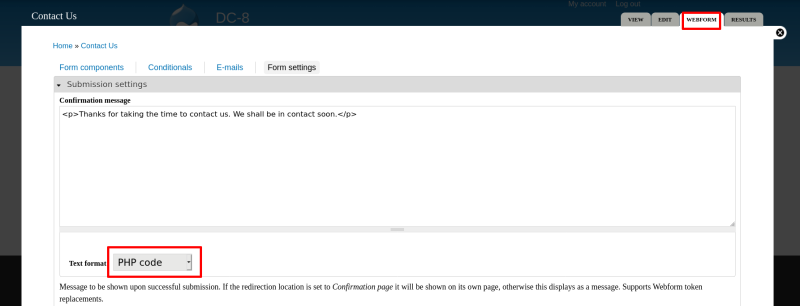 My account Log out
Contact Us
DC-8
VIEW EDIT WEBFORM RESULTS
Home » Contact Us
Form components Conditionals E-mails Form settings
Submission settings
Confirmation message
<p>Thanks for taking the time to contact us. We shall be in contact soon.</p>
Text format PHP code
Message to be shown upon successful submission. If the redirection location is set to Confirmation page it will be shown on its own page, otherwise this displays as a message. Supports Webform token
replacements.